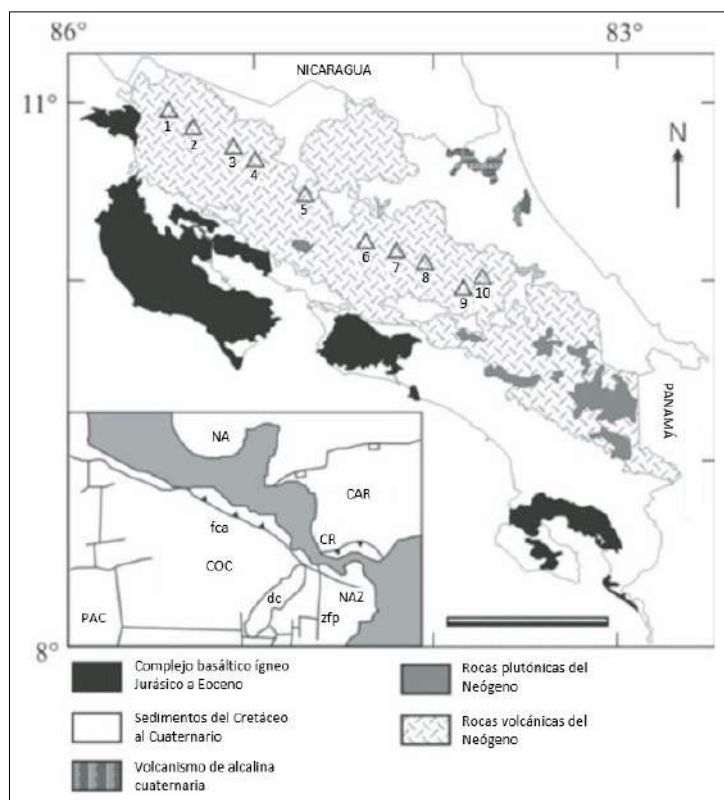 86°
83°
NICARAGUA
11°
N
1
2
3
4
5
6
7
8
9
10
PANAMÁ
NA
CAR
fca
CR
COC
dc
NAZ
PAC
zfp
8°
Complejo basáltico ígneo
Jurásico a Eoceno
Rocas plutónicas del
Neógeno
Sedimentos del Cretáceo
al Cuaternario
Rocas volcánicas del
Neógeno
Volcanismo de alcalina
cuaternaria